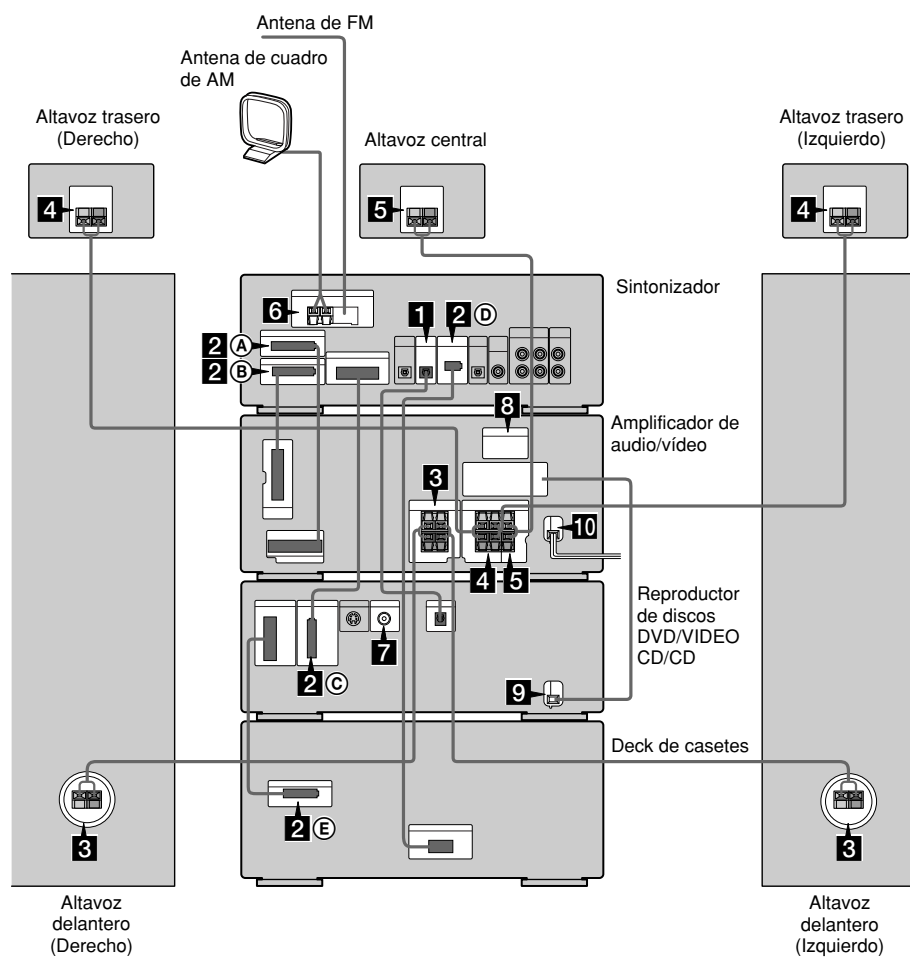 Antena de FM
Antena de cuadro
de AM
Altavoz trasero
(Derecho)
Altavoz central
Altavoz trasero
(Izquierdo)
4
5
4
Sintonizador
6
1
2 D
2 A
2 B
8
Amplificador de
audio/vídeo
3
10
4
5
Reproductor
de discos
DVD/VIDEO
CD/CD
7
2 C
9
Deck de casetes
2 E
3
3
Altavoz
delantero
(Derecho)
Altavoz
delantero
(Izquierdo)